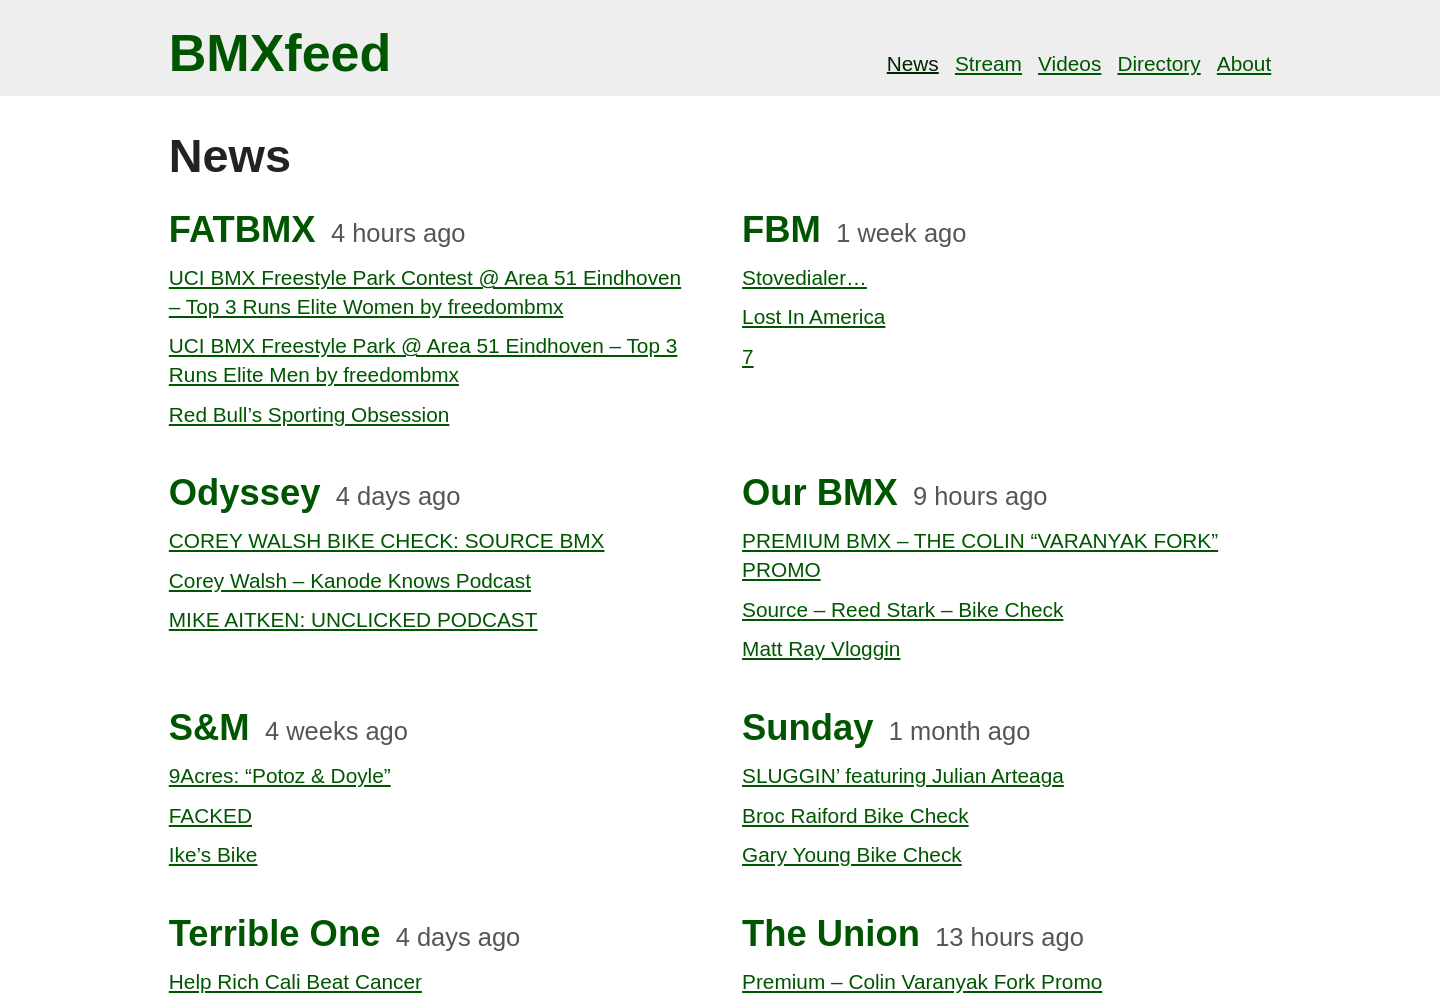 BMXfeed
News Stream Videos Directory About
News
FATBMX 4 hours ago
UCI BMX Freestyle Park Contest @ Area 51 Eindhoven
– Top 3 Runs Elite Women by freedombmx
UCI BMX Freestyle Park @ Area 51 Eindhoven – Top 3
Runs Elite Men by freedombmx
Red Bull’s Sporting Obsession
FBM 1 week ago
Stovedialer…
Lost In America
7
Odyssey 4 days ago
COREY WALSH BIKE CHECK: SOURCE BMX
Corey Walsh – Kanode Knows Podcast
MIKE AITKEN: UNCLICKED PODCAST
Our BMX 9 hours ago
PREMIUM BMX – THE COLIN “VARANYAK FORK”
PROMO
Source – Reed Stark – Bike Check
Matt Ray Vloggin
S&M 4 weeks ago
9Acres: “Potoz & Doyle”
FACKED
Ike’s Bike
Sunday 1 month ago
SLUGGIN’ featuring Julian Arteaga
Broc Raiford Bike Check
Gary Young Bike Check
Terrible One 4 days ago
Help Rich Cali Beat Cancer
The Union 13 hours ago
Premium – Colin Varanyak Fork Promo